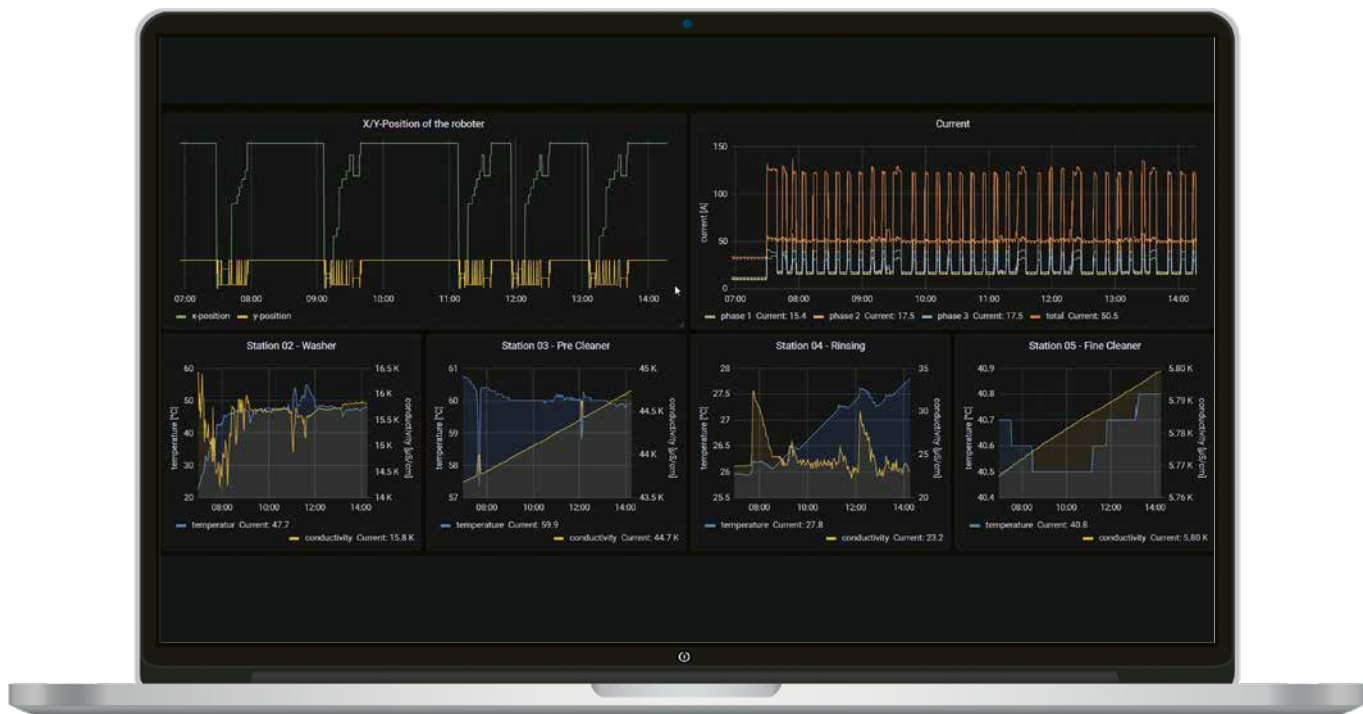 X/Y-Position of the roboter
07:00 08:00 09:00 10:00 11:00 12:00 13:00 14:00
x-position y-position
Current
current [A]
150
100
50
0
07:00 08:00 09:00 10:00 11:00 12:00 13:00 14:00
phase 1 Current: 15.4 phase 2 Current: 17.5 phase 3 Current: 17.5 total Current: 50.5
Station 02 - Washer
temperature [°C]
60
50
40
30
20
16.5 K
16 K
15.5 K
15 K
14.5 K
14 K
conductivity [µS/cm]
08:00 10:00 12:00 14:00
temperatur Current: 47.7
conductivity Current: 15.8 K
Station 03 - Pre Cleaner
temperature [°C]
61
60
59
58
57
45 K
44.5 K
44 K
43.5 K
conductivity [µS/cm]
08:00 10:00 12:00 14:00
temperature Current: 59.9
conductivity Current: 44.7 K
Station 04 - Rinsing
temperature [°C]
28
27.5
27
26.5
26
25.5
35
30
25
20
conductivity [µS/cm]
08:00 10:00 12:00 14:00
temperature Current: 27.8
conductivity Current: 23.2
Station 05 - Fine Cleaner
temperature [°C]
40.9
40.8
40.7
40.6
40.5
40.4
5.80 K
5.79 K
5.78 K
5.77 K
5.76 K
conductivity [µS/cm]
08:00 10:00 12:00 14:00
temperature Current: 40.8
conductivity Current: 5.80 K